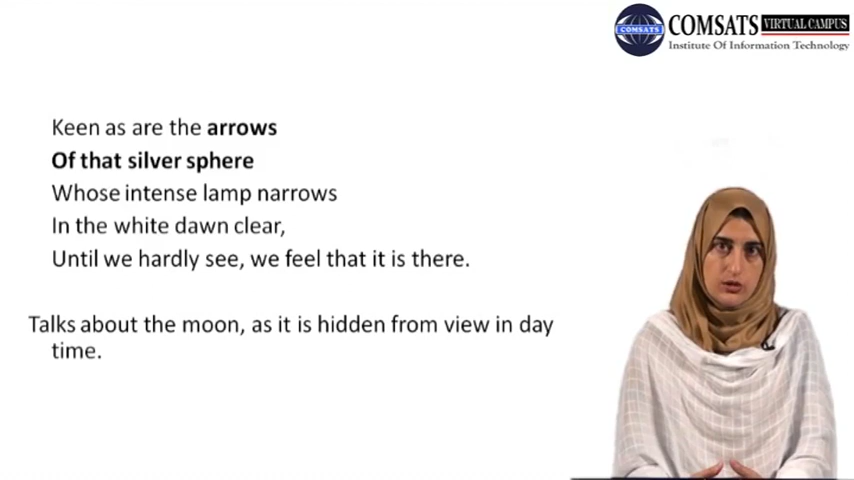 COMSATS VIRTUAL CAMPUS
Institute Of Information Technology
COMSATS
Keen as are the arrows
Of that silver sphere
Whose intense lamp narrows
In the white dawn clear,
Until we hardly see, we feel that it is there.
Talks about the moon, as it is hidden from view in day
time.